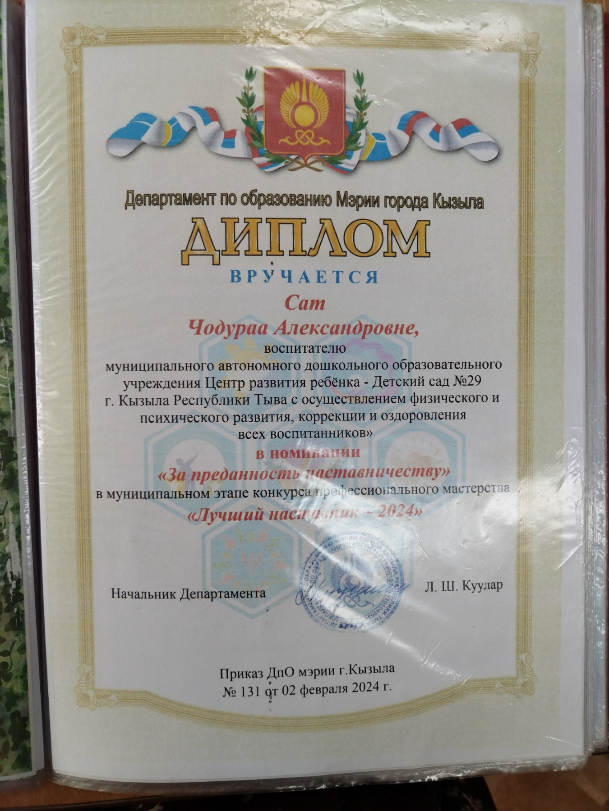 Департамент по образованию Мэрии города Кызыла
ДИПЛОМ
ВРУЧАЕТСЯ
Сат
Чодураа Александровне,
воспитателю
муниципального автономного дошкольного образовательного
учреждения Центр развития ребёнка - Детский сад №29
г. Кызыла Республики Тыва с осуществлением физического и
психического развития, коррекции и оздоровления
всех воспитанников»
в номинации
«За преданность наставничеству»
в муниципальном этапе конкурса профессионального мастерства
«Лучший наставник – 2024»
Начальник Департамента
Л. Ш. Куулар
Приказ ДпО мэрии г.Кызыла
№ 131 от 02 февраля 2024 г.